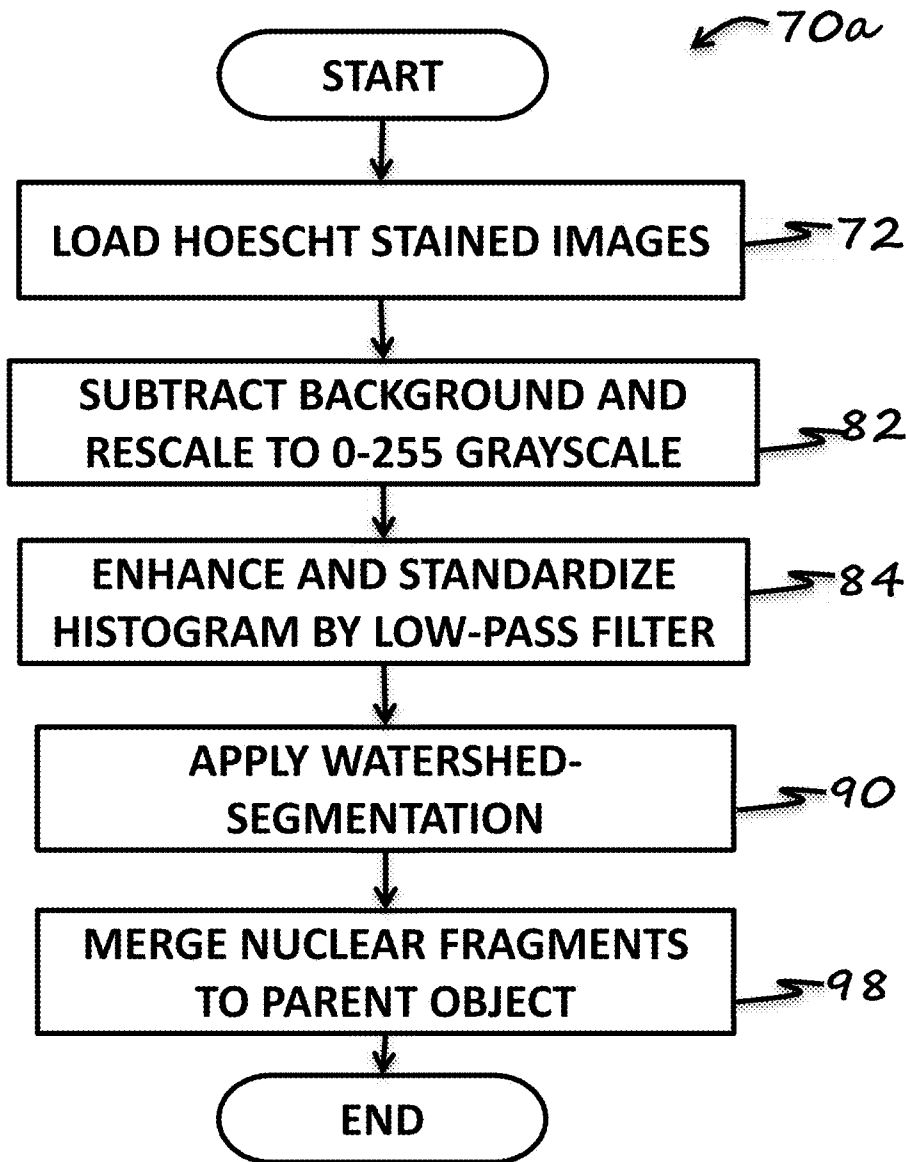 70a
START
LOAD HOESCHT STAINED IMAGES
72
SUBTRACT BACKGROUND AND
RESCALE TO 0-255 GRAYSCALE
82
ENHANCE AND STANDARDIZE
HISTOGRAM BY LOW-PASS FILTER
84
APPLY WATERSHED-
SEGMENTATION
90
MERGE NUCLEAR FRAGMENTS
TO PARENT OBJECT
98
END